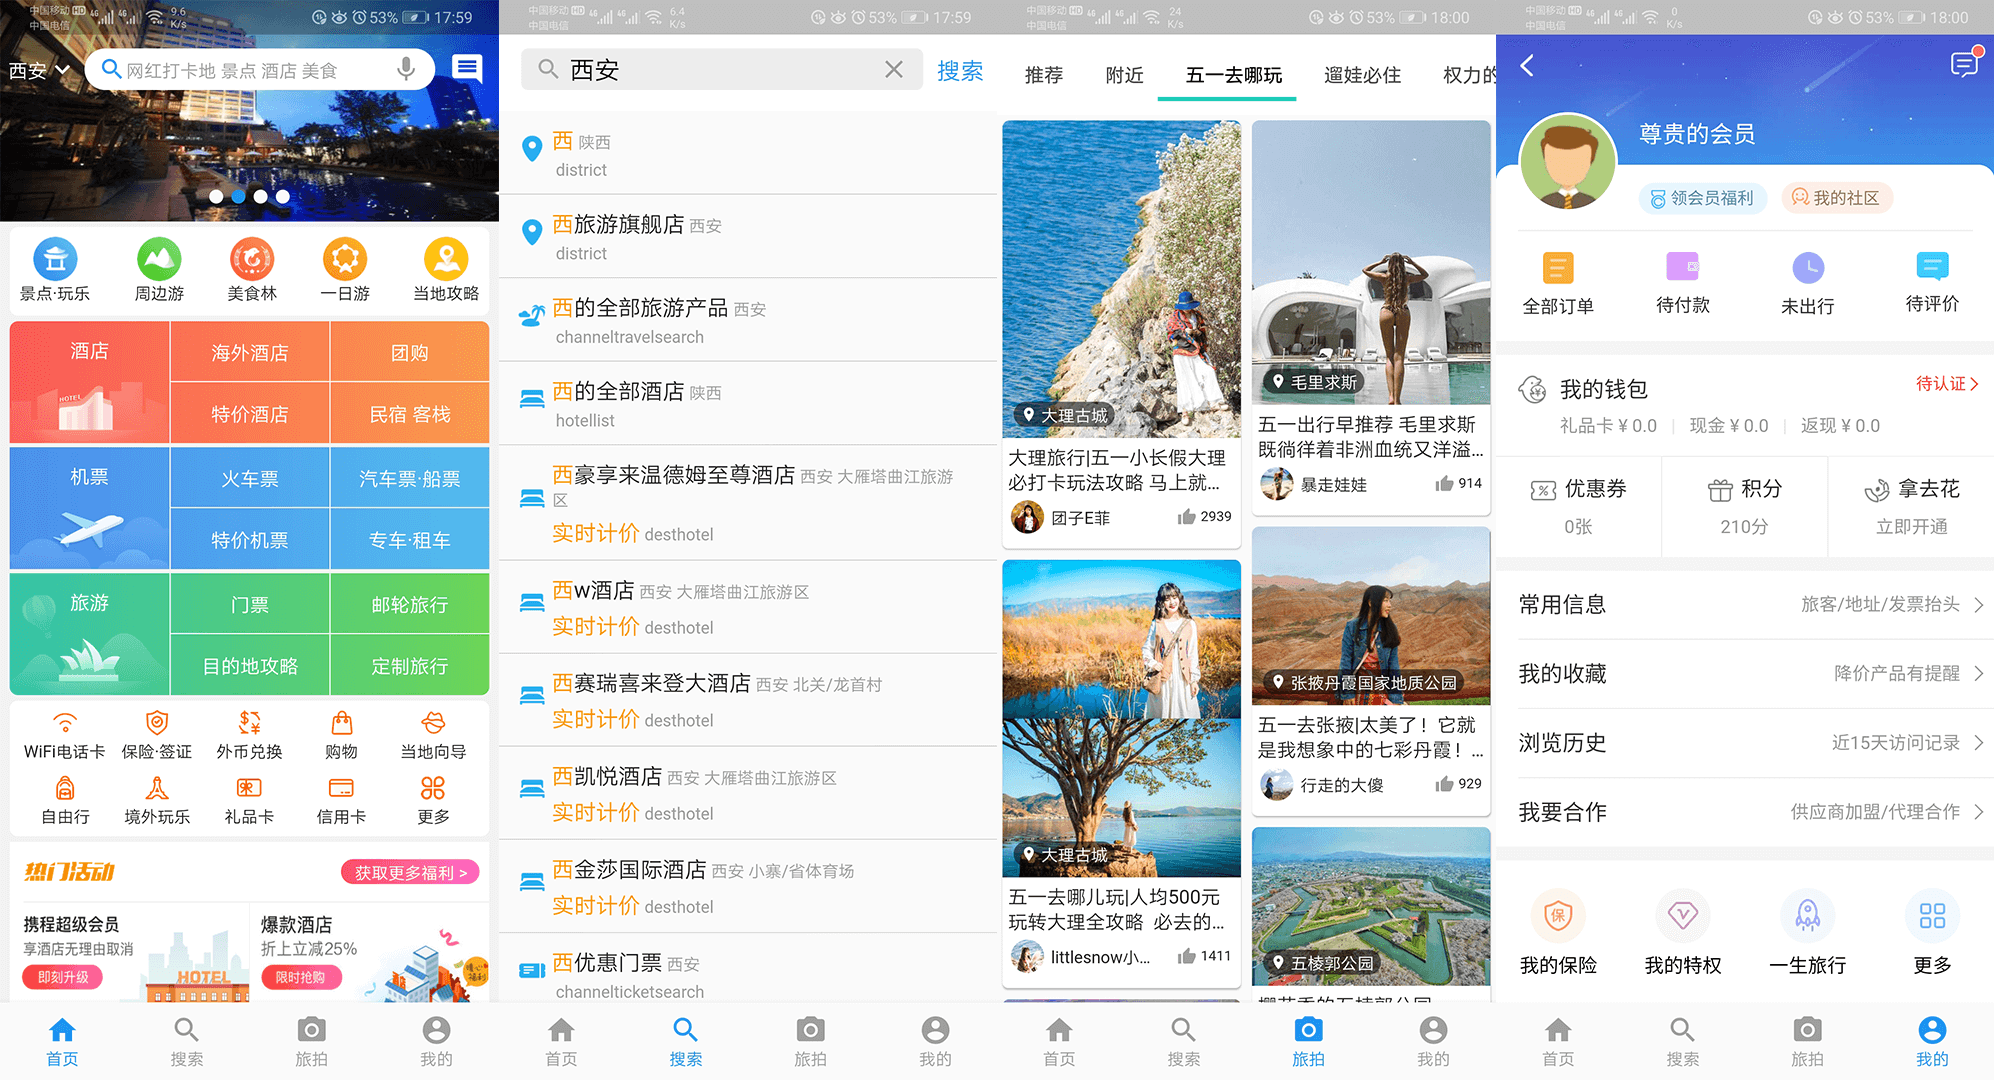 中国移动 HD
中国电信
4G
4G
9.6
K/s
53%
17:59
西安
网红打卡地 景点 酒店 美食
景点·玩乐
周边游
美食林
一日游
当地攻略
酒店
海外酒店
团购
HOTEL
特价酒店
民宿 客栈
机票
火车票
汽车票·船票
特价机票
专车·租车
旅游
门票
邮轮旅行
目的地攻略
定制旅行
WiFi电话卡
保险·签证
外币兑换
购物
当地向导
自由行
境外玩乐
礼品卡
信用卡
更多
热门活动
获取更多福利 >
携程超级会员
享酒店无理由取消
即刻升级
HOTEL
爆款酒店
折上立减25%
限时抢购
首页
搜索
旅拍
我的
中国移动 HD
中国电信
4G
4G
6.4
K/s
53%
17:59
西安
搜索
西 陕西
district
西旅游旗舰店 西安
district
西的全部旅游产品 西安
channeltravelsearch
西的全部酒店 陕西
hotellist
西豪享来温德姆至尊酒店 西安 大雁塔曲江旅游
区
实时计价 desthotel
西w酒店 西安 大雁塔曲江旅游区
实时计价 desthotel
西赛瑞喜来登大酒店 西安 北关/龙首村
实时计价 desthotel
西凯悦酒店 西安 大雁塔曲江旅游区
实时计价 desthotel
西金莎国际酒店 西安 小寨/省体育场
实时计价 desthotel
西优惠门票 西安
channelticketsearch
首页
搜索
旅拍
我的
中国移动 HD
中国电信
4G
4G
24
K/s
53%
18:00
推荐
附近
五一去哪玩
遛娃必住
权力的
大理古城
大理旅行|五一小长假大理
必打卡玩法攻略 马上就...
团子E菲
2939
毛里求斯
五一出行早推荐 毛里求斯
既徜徉着非洲血统又洋溢...
暴走娃娃
914
大理古城
五一去哪儿玩|人均500元
玩转大理全攻略 必去的...
littlesnow小...
1411
张掖丹霞国家地质公园
五一去张掖|太美了！它就
是我想象中的七彩丹霞！...
行走的大傻
929
五棱郭公园
首页
搜索
旅拍
我的
中国移动 HD
中国电信
4G
4G
0
K/s
53%
18:00
尊贵的会员
领会员福利
我的社区
全部订单
待付款
未出行
待评价
我的钱包
待认证
礼品卡 ¥ 0.0
现金 ¥ 0.0
返现 ¥ 0.0
优惠券
0张
积分
210分
拿去花
立即开通
常用信息
旅客/地址/发票抬头
我的收藏
降价产品有提醒
浏览历史
近15天访问记录
我要合作
供应商加盟/代理合作
保
我的保险
我的特权
一生旅行
更多
首页
搜索
旅拍
我的